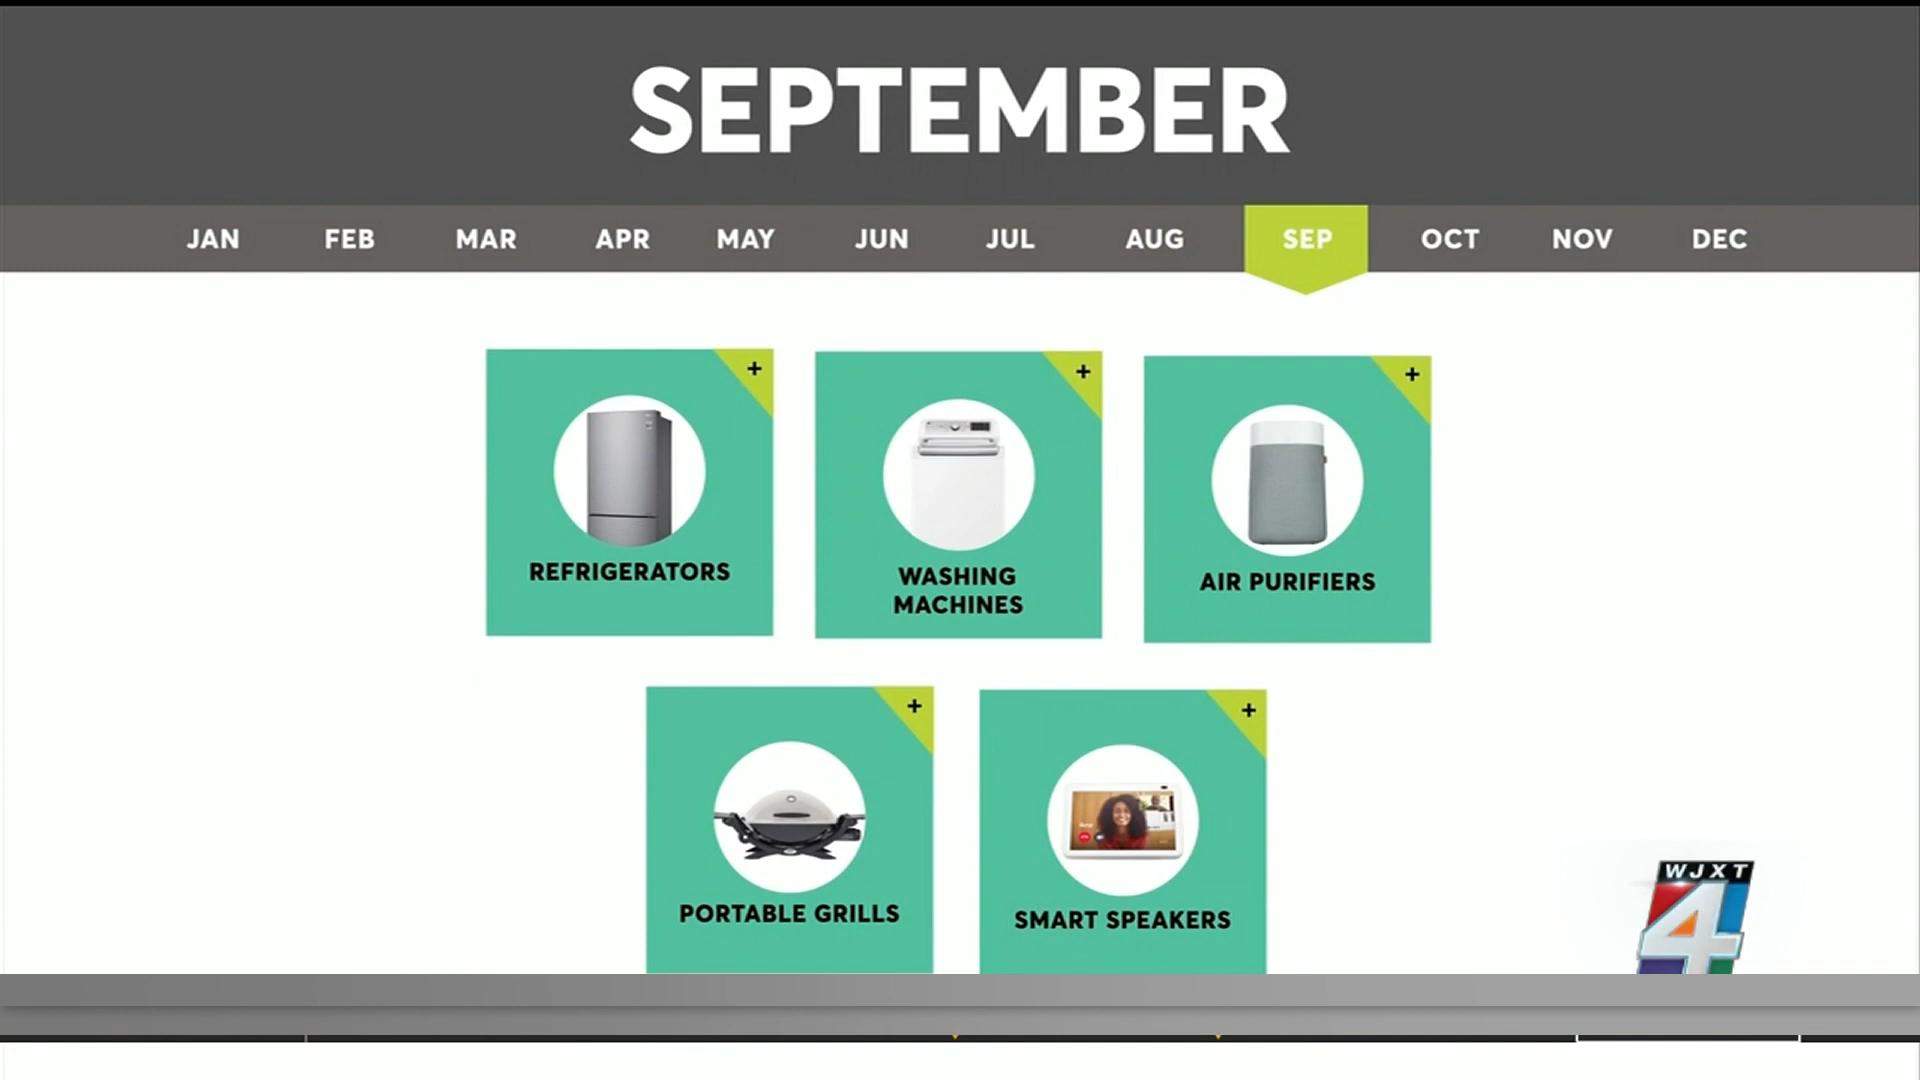 SEPTEMBER
JAN FEB MAR APR MAY JUN JUL AUG SEP OCT NOV DEC
+ + +
REFRIGERATORS
WASHING
MACHINES
AIR PURIFIERS
+ +
PORTABLE GRILLS
SMART SPEAKERS
WJXT
4